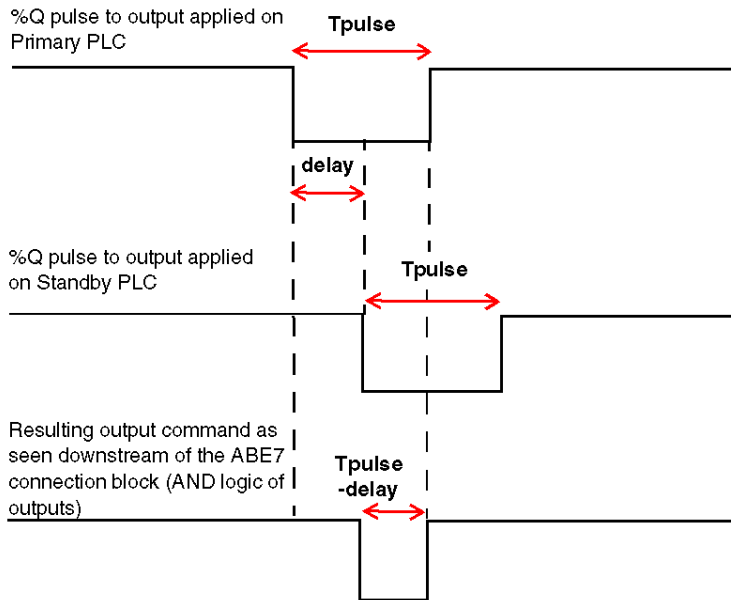 %Q pulse to output applied on
Primary PLC
Tpulse
delay
%Q pulse to output applied
on Standby PLC
Tpulse
Resulting output command as
seen downstream of the ABE7
connection block (AND logic of
outputs)
Tpulse
-delay